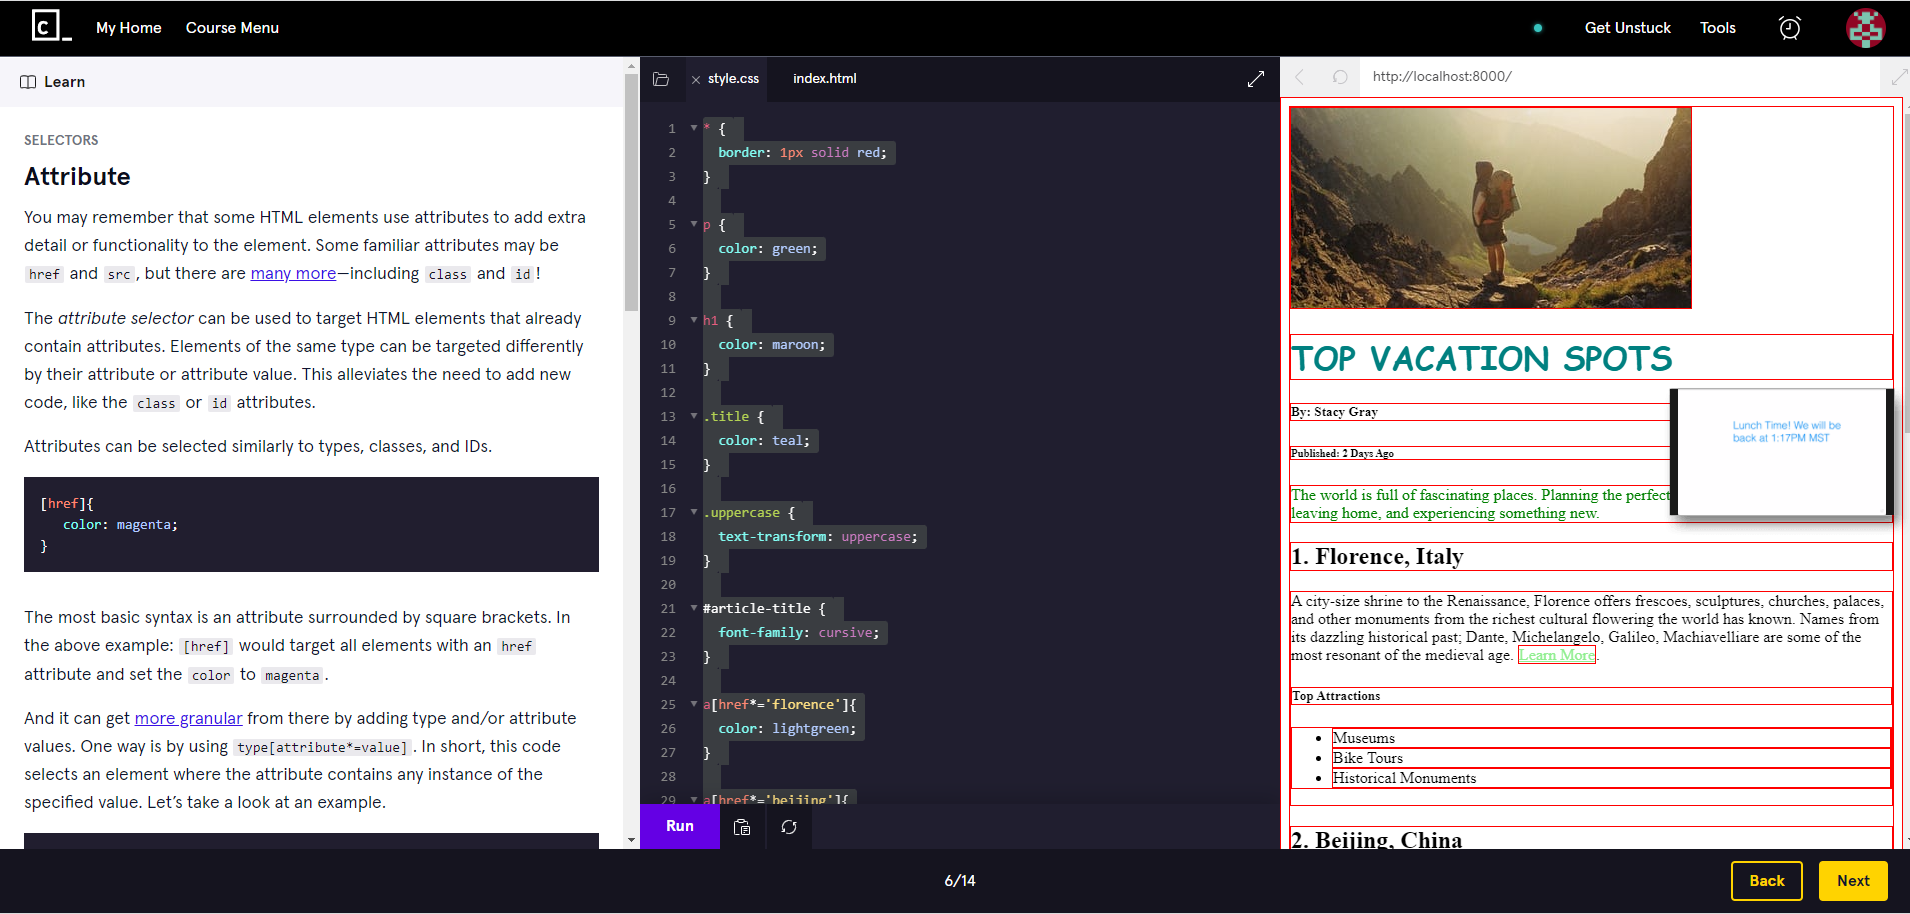 My Home Course Menu Get Unstuck Tools
Learn
SELECTORS
Attribute
You may remember that some HTML elements use attributes to add extra
detail or functionality to the element. Some familiar attributes may be
href and src, but there are many more—including class and id!
The attribute selector can be used to target HTML elements that already
contain attributes. Elements of the same type can be targeted differently
by their attribute or attribute value. This alleviates the need to add new
code, like the class or id attributes.
Attributes can be selected similarly to types, classes, and IDs.
[href]{
color: magenta;
}
The most basic syntax is an attribute surrounded by square brackets. In
the above example: [href] would target all elements with an href
attribute and set the color to magenta.
And it can get more granular from there by adding type and/or attribute
values. One way is by using type[attribute*=value]. In short, this code
selects an element where the attribute contains any instance of the
specified value. Let's take a look at an example.
style.css index.html
1 * {
2 border: 1px solid red;
3 }
4
5 p {
6 color: green;
7 }
8
9 h1 {
10 color: maroon;
11 }
12
13 .title {
14 color: teal;
15 }
16
17 .uppercase {
18 text-transform: uppercase;
19 }
20
21 #article-title {
22 font-family: cursive;
23 }
24
25 a[href*='florence']{
26 color: lightgreen;
27 }
28
29 a[href*='beijing']{
Run
http://localhost:8000/
TOP VACATION SPOTS
By: Stacy Gray
Published: 2 Days Ago
Lunch Time! We will be
back at 1:17PM MST
The world is full of fascinating places. Planning the perfect
leaving home, and experiencing something new.
1. Florence, Italy
A city-size shrine to the Renaissance, Florence offers frescoes, sculptures, churches, palaces,
and other monuments from the richest cultural flowering the world has known. Names from
its dazzling historical past; Dante, Michelangelo, Galileo, Machiavelliare are some of the
most resonant of the medieval age. Learn More.
Top Attractions
Museums
Bike Tours
Historical Monuments
2. Beijing, China
6/14
Back Next